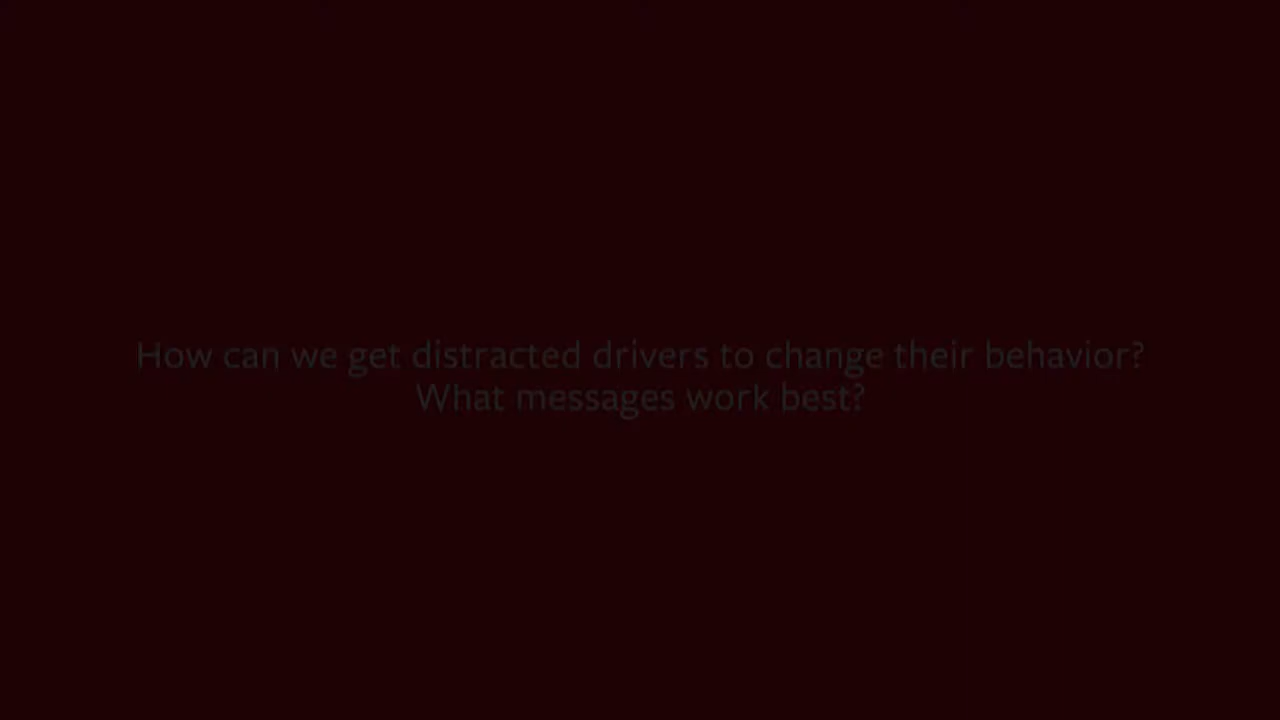 How can we get distracted drivers to change their behavior?
What messages work best?